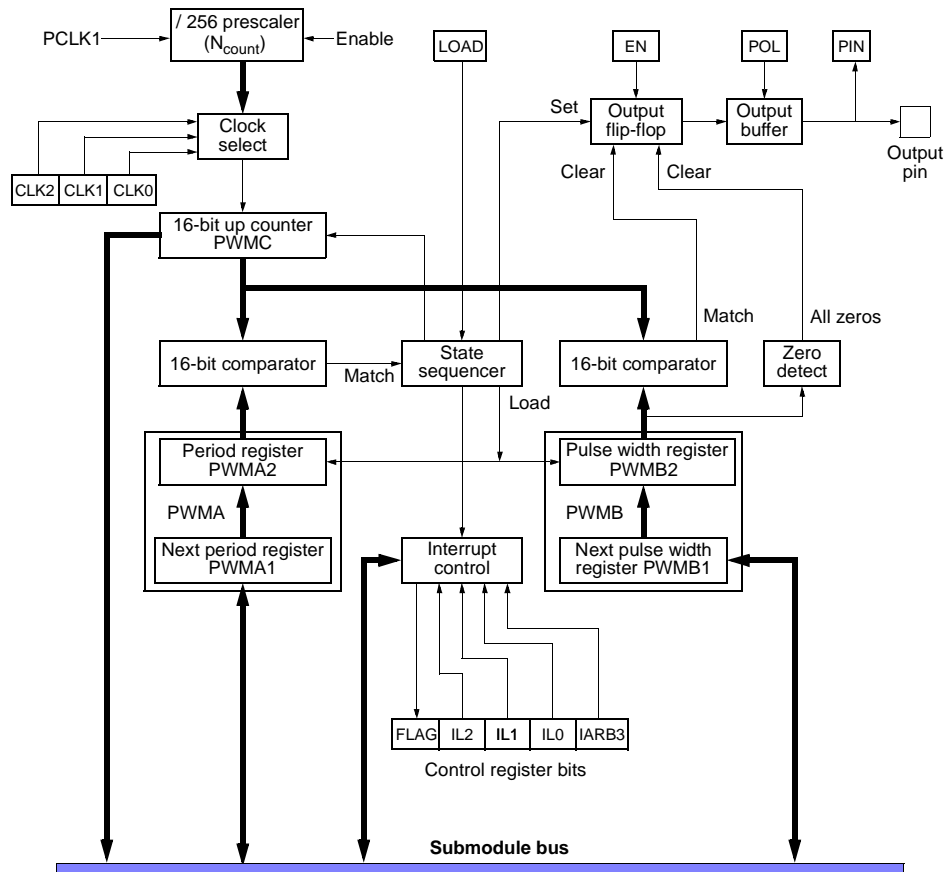 / 256 prescaler
(Ncount)
PCLK1
Enable
LOAD
EN
POL
PIN
Clock
select
Set
Output
flip-flop
Output
buffer
Output
pin
Clear
Clear
CLK2 CLK1 CLK0
16-bit up counter
PWMC
Match
All zeros
16-bit comparator
Match
State
sequencer
16-bit comparator
Zero
detect
Load
Period register
PWMA2
Pulse width register
PWMB2
PWMA
PWMB
Next period register
PWMA1
Interrupt
control
Next pulse width
register PWMB1
FLAG IL2 IL1 IL0 IARB3
Control register bits
Submodule bus